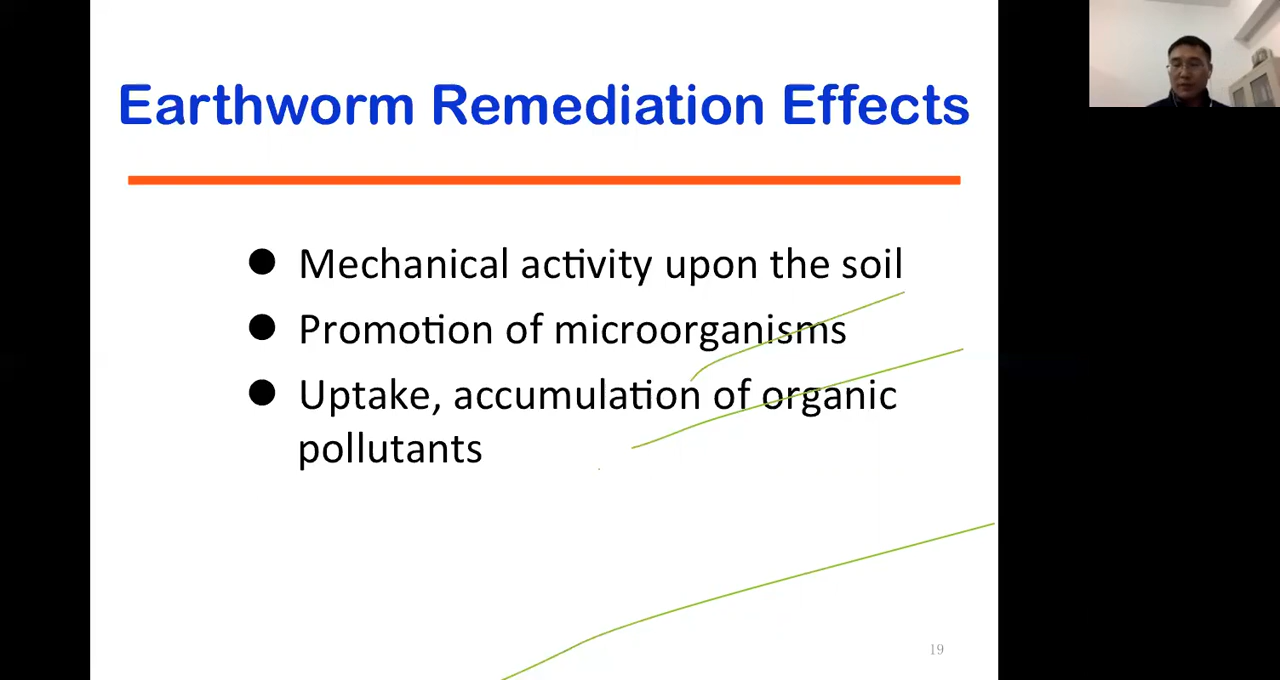 Earthworm Remediation Effects
● Mechanical activity upon the soil
● Promotion of microorganisms
● Uptake, accumulation of organic
pollutants
19